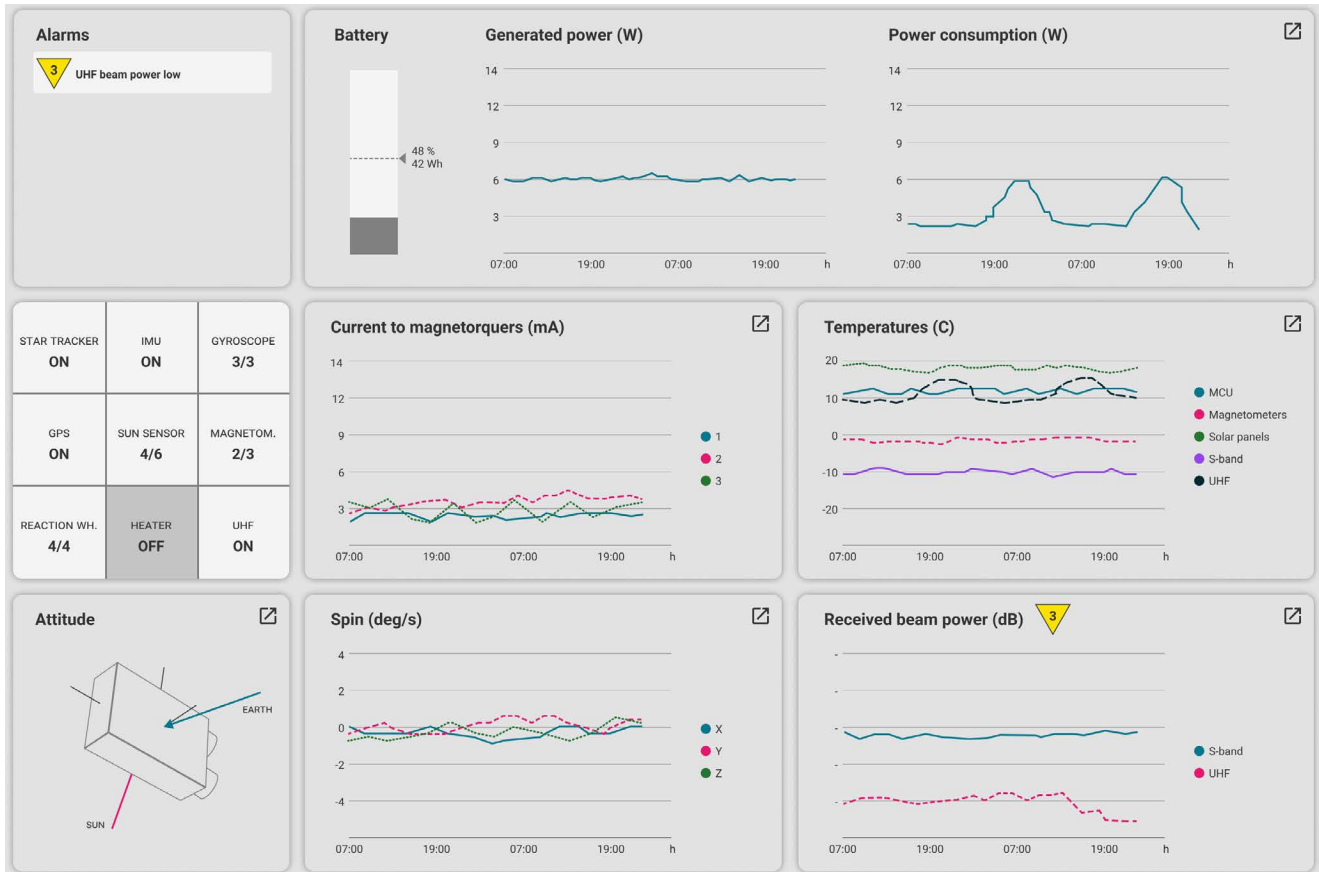 Alarms
3
UHF beam power low
Battery
48 %
42 Wh
Generated power (W)
14
12
9
6
3
07:00 19:00 07:00 19:00 h
Power consumption (W)
14
12
9
6
3
07:00 19:00 07:00 19:00 h
STAR TRACKER
ON
IMU
ON
GYROSCOPE
3/3
GPS
ON
SUN SENSOR
4/6
MAGNETOM.
2/3
REACTION WH.
4/4
HEATER
OFF
UHF
ON
Current to magnetorquers (mA)
14
12
9
6
3
07:00 19:00 07:00 19:00 h
1
2
3
Temperatures (C)
20
10
0
-10
-20
07:00 19:00 07:00 19:00 h
MCU
Magnetometers
Solar panels
S-band
UHF
Attitude
EARTH
SUN
Spin (deg/s)
4
2
0
-2
-4
07:00 19:00 07:00 19:00 h
X
Y
Z
Received beam power (dB)
3
-
-
-
-
-
07:00 19:00 07:00 19:00 h
S-band
UHF